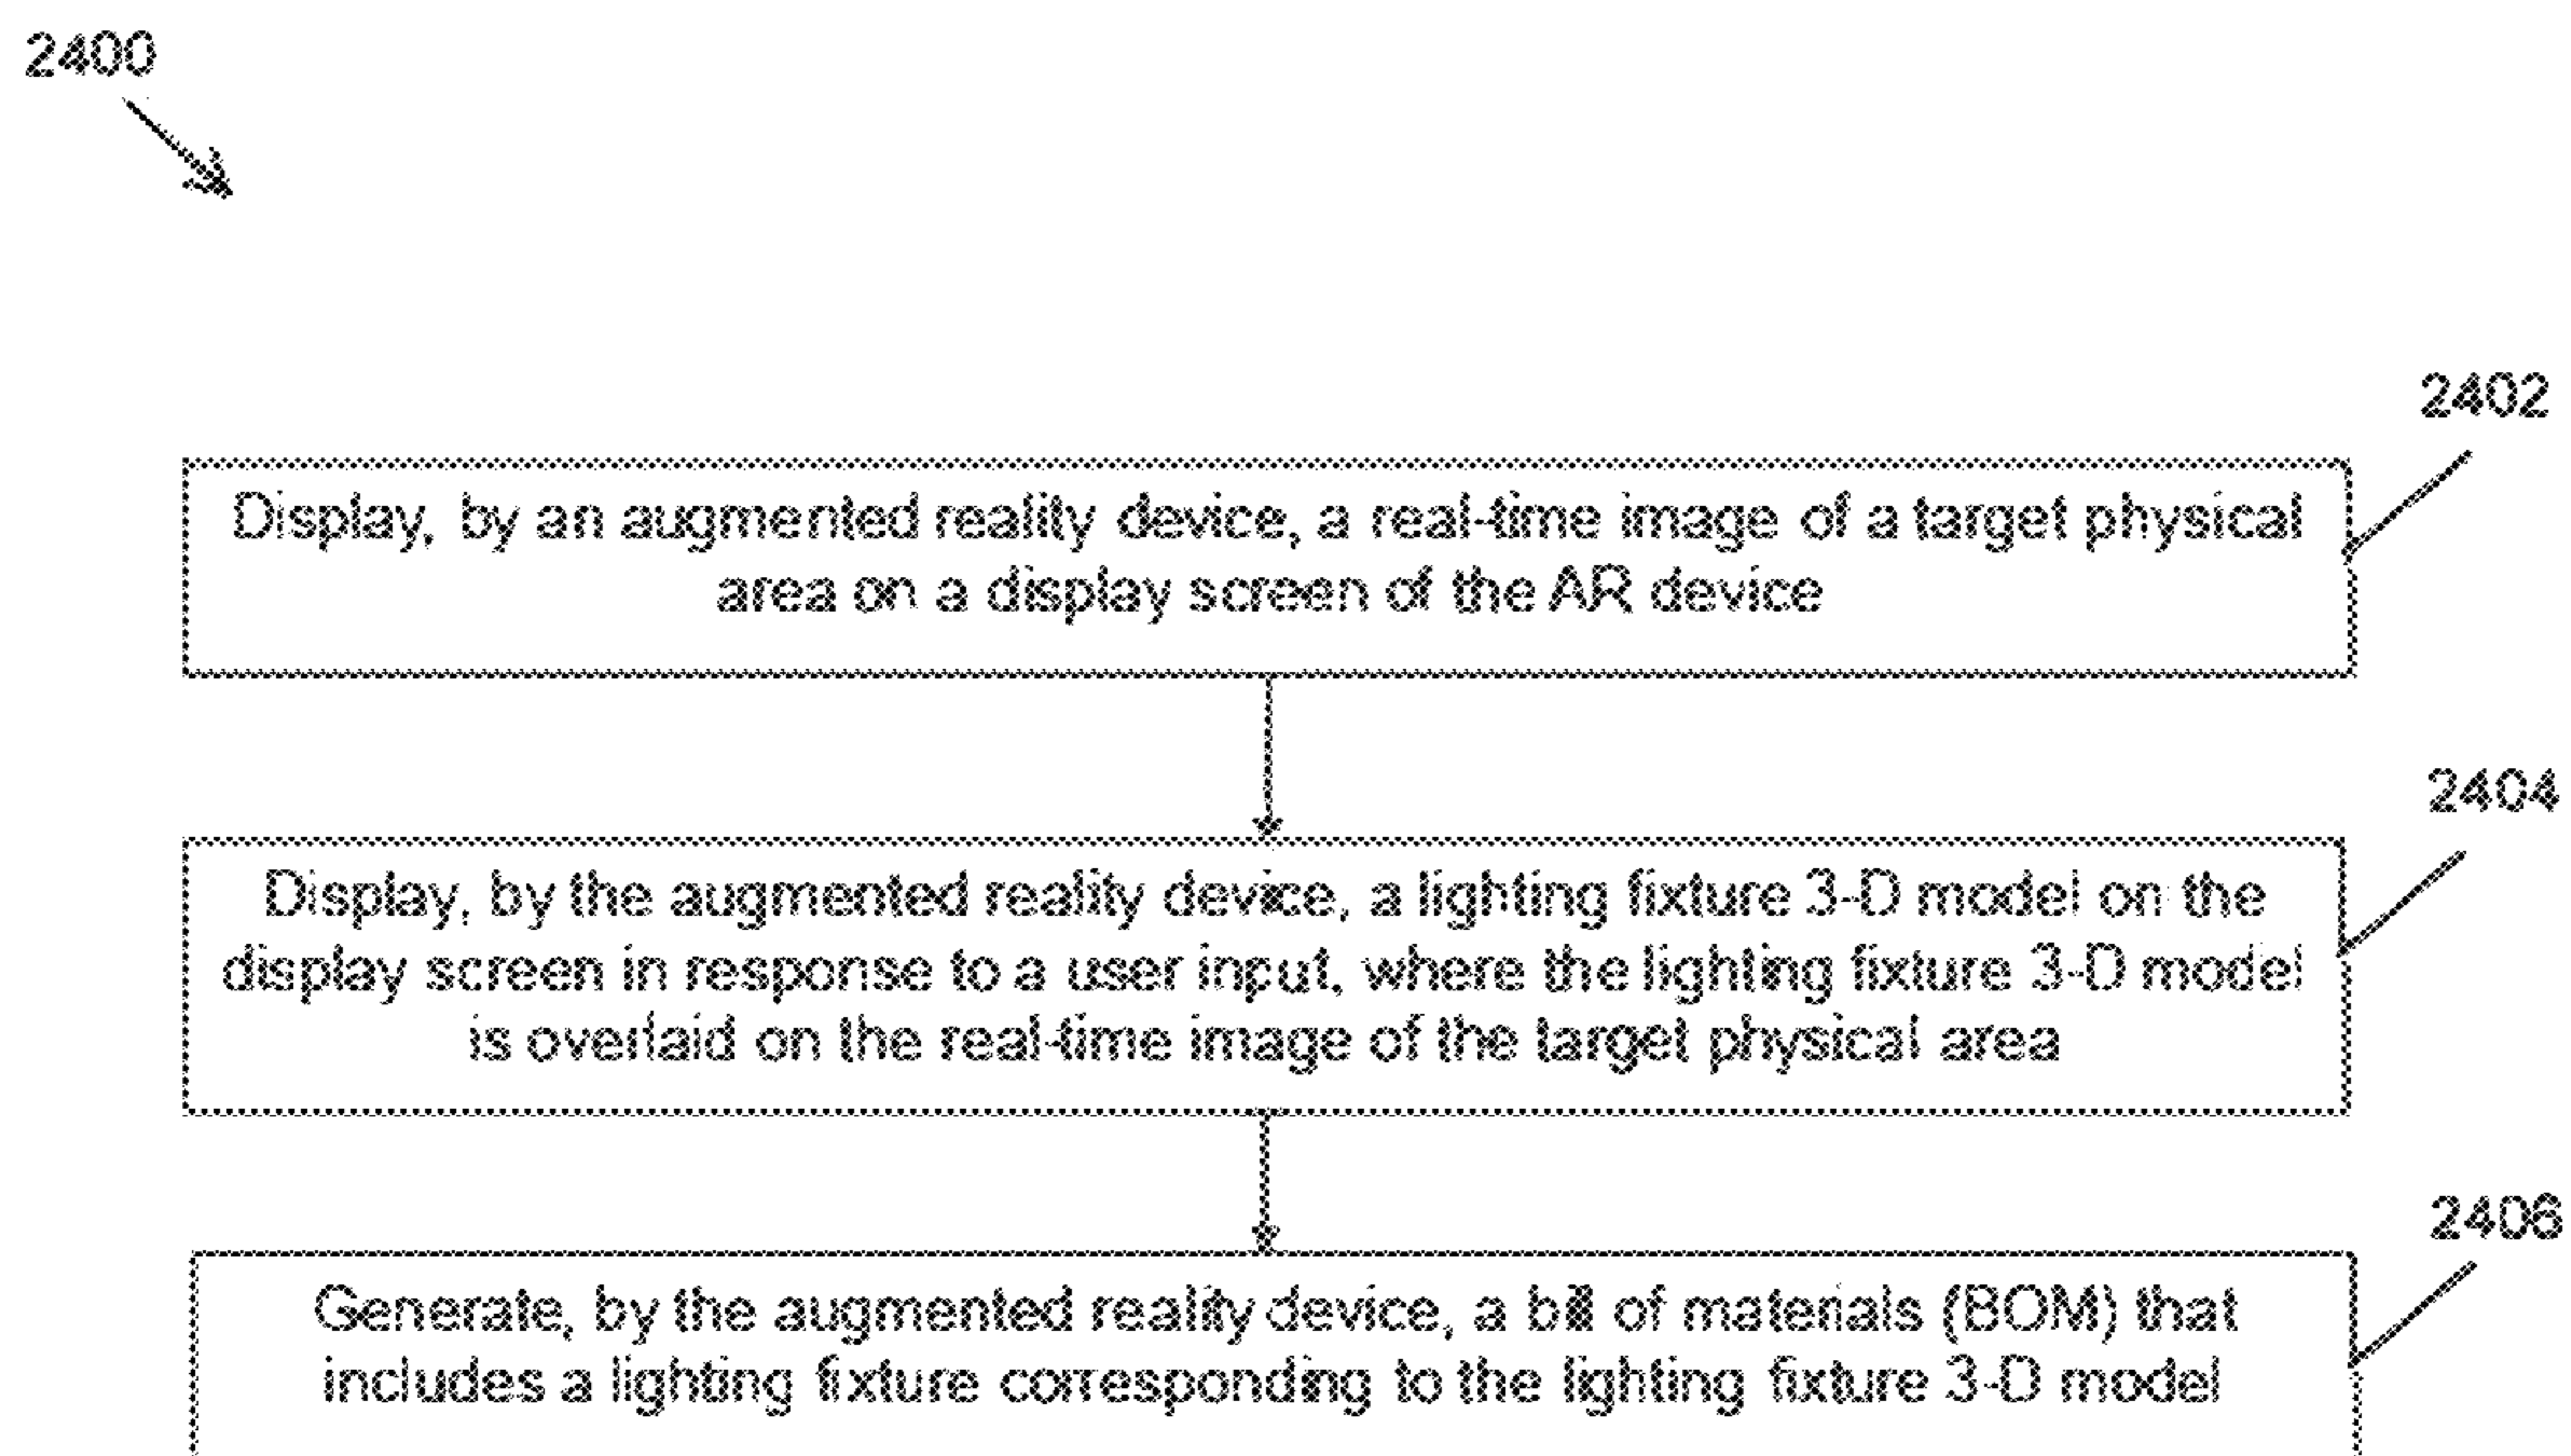 2400
2402
Display, by an augmented reality device, a real-time image of a target physical
area on a display screen of the AR device
2404
Display, by the augmented reality device, a lighting fixture 3-D model on the
display screen in response to a user input, where the lighting fixture 3-D model
is overlaid on the real-time image of the target physical area
2406
Generate, by the augmented reality device, a bill of materials (BOM) that
includes a lighting fixture corresponding to the lighting fixture 3-D model